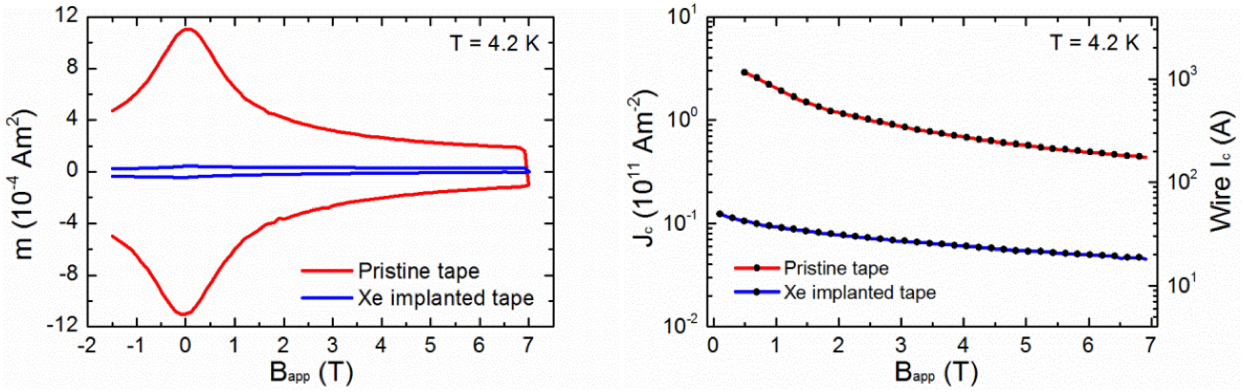 12
8
4
0
-4
-8
-12
m (10⁻⁴ Am²)
T = 4.2 K
Pristine tape
Xe implanted tape
-2 -1 0 1 2 3 4 5 6 7
B_app (T)
10¹
10⁰
10⁻¹
10⁻²
J_c (10¹¹ Am⁻²)
T = 4.2 K
Pristine tape
Xe implanted tape
0 1 2 3 4 5 6 7
B_app (T)
10³
10²
10¹
Wire I_c (A)